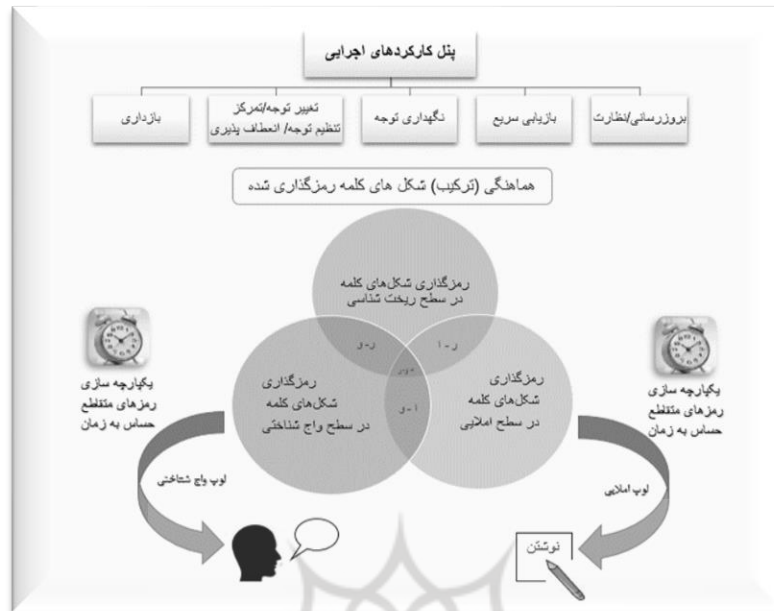 پنل کارکردهای اجرایی
بروزرسانی/نظارت
بازیابی سریع
نگهداری توجه
تغییر توجه/تمرکز
تنظیم توجه/ انعطاف پذیری
بازداری
هماهنگی (ترکیب) شکل های کلمه رمزگذاری شده
رمزگذاری شکل‌های کلمه
در سطح ریخت شناسی
ر - ا
ر-و
ا-و
رمزگذاری
شکل‌های کلمه
در سطح املایی
رمزگذاری
شکل‌های کلمه
در سطح واج شناختی
یکپارچه سازی
رمزهای متقاطع
حساس به زمان
یکپارچه سازی
رمزهای متقاطع
حساس به زمان
لوپ املایی
لوپ واج شناختی
نوشتن